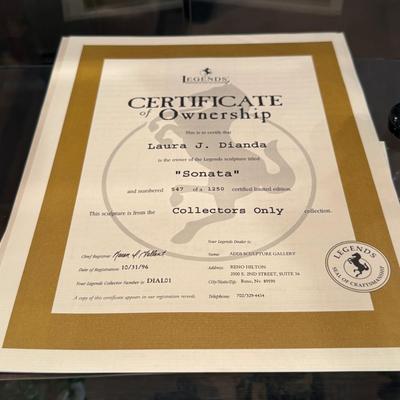 LEGENDS
CERTIFICATE
of Ownership
This is to certify that
Laura J. Dianda
is the owner of the Legends sculpture titled
"Sonata"
and numbered 547 of a 1250 certified limited edition.
This sculpture is from the Collectors Only collection.
Your Legends Dealer is:
Chief Registrar: ADDI SCULPTURE GALLERY
Date of Registration: 10/31/96 Address: RENO HILTON
2500 E. 2ND STREET, SUITE 36
Your Legends Collector Number is DIAL01 City/State/Zip: Reno, NV 89595
A copy of this certificate appears in our registration records. Telephone: 702/329-4454
LEGENDS
SEAL OF CRAFTSMANSHIP